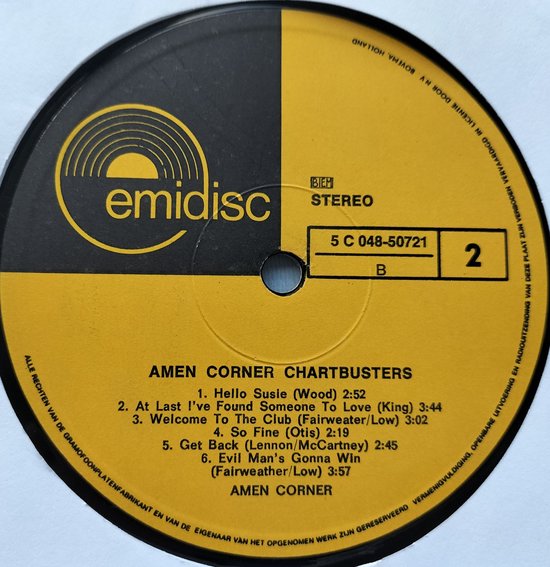 emidisc
BIEM
STEREO
5 C 048-50721
B
2
AMEN CORNER CHARTBUSTERS
1. Hello Susie (Wood) 2:52
2. At Last I've Found Someone To Love (King) 3:44
3. Welcome To The Club (Fairweater/Low) 3:02
4. So Fine (Otis) 2:19
5. Get Back (Lennon/McCartney) 2:45
6. Evil Man's Gonna Win
(Fairweather/Low) 3:57
AMEN CORNER
ALLE RECHTEN VAN DE GRAMOFOONPLATENFABRIKANT EN VAN DE EIGENAAR VAN HET OPGENOMEN WERK ZIJN GERESERVEERD VERMENIGVULDIGING, OPENBARE UITVOERING EN RADIOUITZENDING VAN DEZE PLAAT ZIJN VERBODEN VERVAARDIGD IN LICENTIE DOOR N.V. BOVEMA, HOLLAND